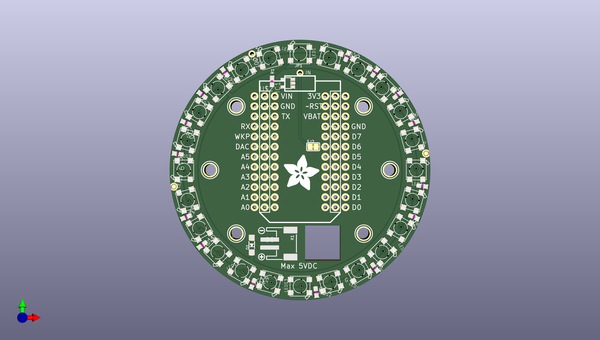 IN
VIN 3V3
GND -RST
TX VBAT
RX GND
WKP D7
DAC D6
A5 D5
A4 D4
A3 D3
A2 D2
A1 D1
A0 D0
Max 5VDC